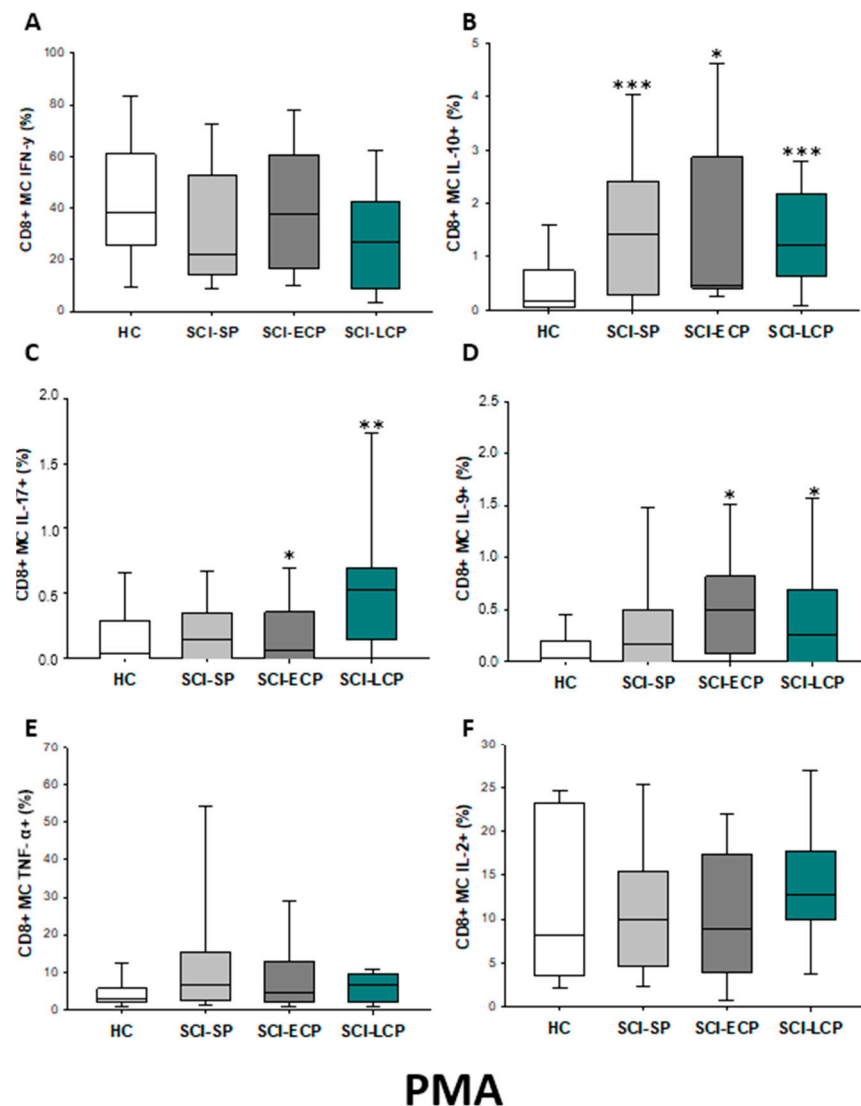 A
CD8+ MC IFN-y (%)
100
80
60
40
20
0
HC SCI-SP SCI-ECP SCI-LCP
B
CD8+ MC IL-10+ (%)
5
4
3
2
1
0
*** * ***
HC SCI-SP SCI-ECP SCI-LCP
C
CD8+ MC IL-17+ (%)
2.0
1.5
1.0
0.5
0.0
* **
HC SCI-SP SCI-ECP SCI-LCP
D
CD8+ MC IL-9+ (%)
2.5
2.0
1.5
1.0
0.5
0.0
* *
HC SCI-SP SCI-ECP SCI-LCP
E
CD8+ MC TNF- α+ (%)
70
60
50
40
30
20
10
0
HC SCI-SP SCI-ECP SCI-LCP
F
CD8+ MC IL-2+ (%)
30
25
20
15
10
5
0
HC SCI-SP SCI-ECP SCI-LCP
PMA